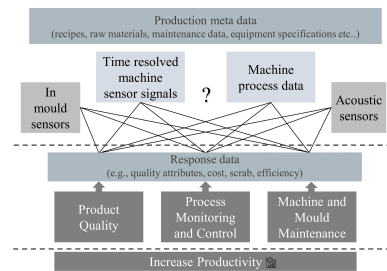 Production meta data
(recipes, raw materials, maintenance data, equipment specifications etc..)
Time resolved
machine
sensor signals
?
Machine
process data
In
mould
sensors
Acoustic
sensors
Response data
(e.g., quality attributes, cost, scrab, efficiency)
Product
Quality
Process
Monitoring
and Control
Machine and
Mould
Maintenance
Increase Productivity